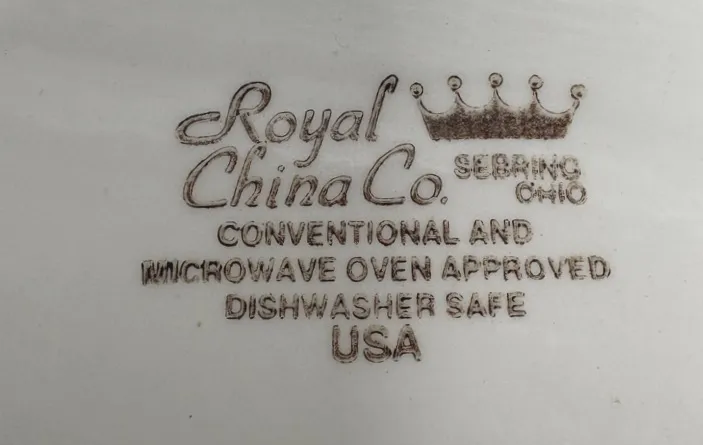 Royal
China Co. SEBRING
OHIO
CONVENTIONAL AND
MICROWAVE OVEN APPROVED
DISHWASHER SAFE
USA